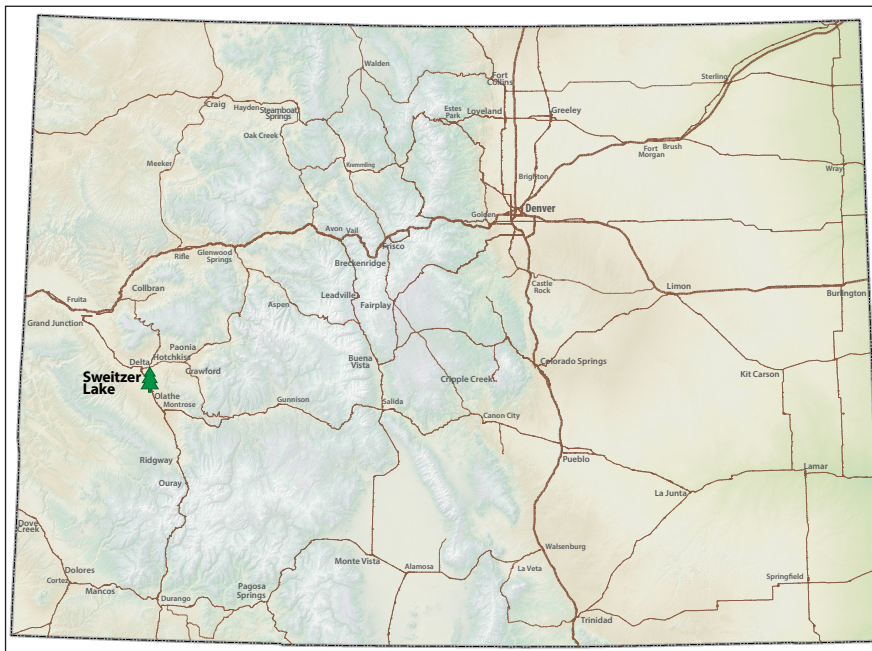 Walden
Fort
Collins
Sterling
Craig
Hayden
Steamboat
Springs
Estes
Park
Loveland
Greeley
Oak Creek
Fort
Morgan
Brush
Meeker
Kremmling
Wray
Brighton
Golden
Denver
Avon
Vail
Frisco
Rifle
Glenwood
Springs
Breckenridge
Castle
Rock
Limon
Burlington
Collbran
Fruita
Leadville
Fairplay
Aspen
Grand Junction
Paonia
Hotchkiss
Delta
Crawford
Buena
Vista
Colorado Springs
Kit Carson
Sweitzer
Lake
Cripple Creek
Olathe
Montrose
Gunnison
Salida
Canon City
Ridgway
Pueblo
Lamar
Ouray
La Junta
Dove
Creek
Walsenburg
Monte Vista
Alamosa
La Veta
Dolores
Cortez
Mancos
Durango
Pagosa
Springs
Springfield
Trinidad